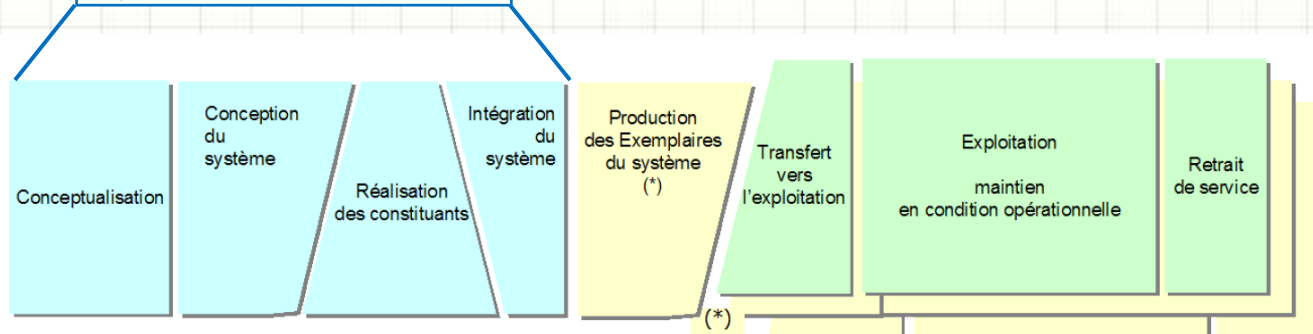 Conceptualisation
Conception
du
système
Réalisation
des constituants
Intégration
du
système
Production
des Exemplaires
du système
(*)
Transfert
vers
l'exploitation
Exploitation
maintien
en condition opérationnelle
Retrait
de service
(*)